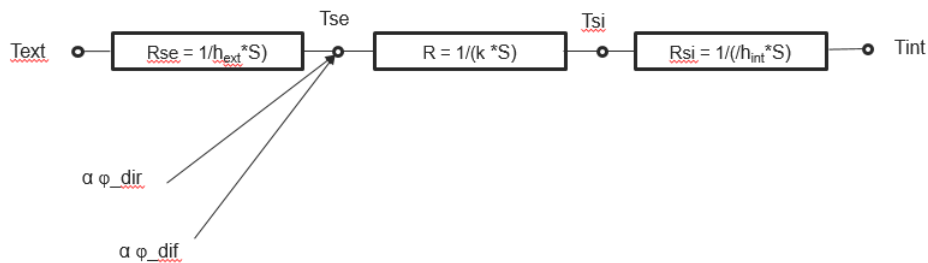 Tse
Tsi
Text
Rse = 1/hext*S)
R = 1/(k *S)
Rsi = 1/(/hint*S)
Tint
α φ_dir
α φ_dif